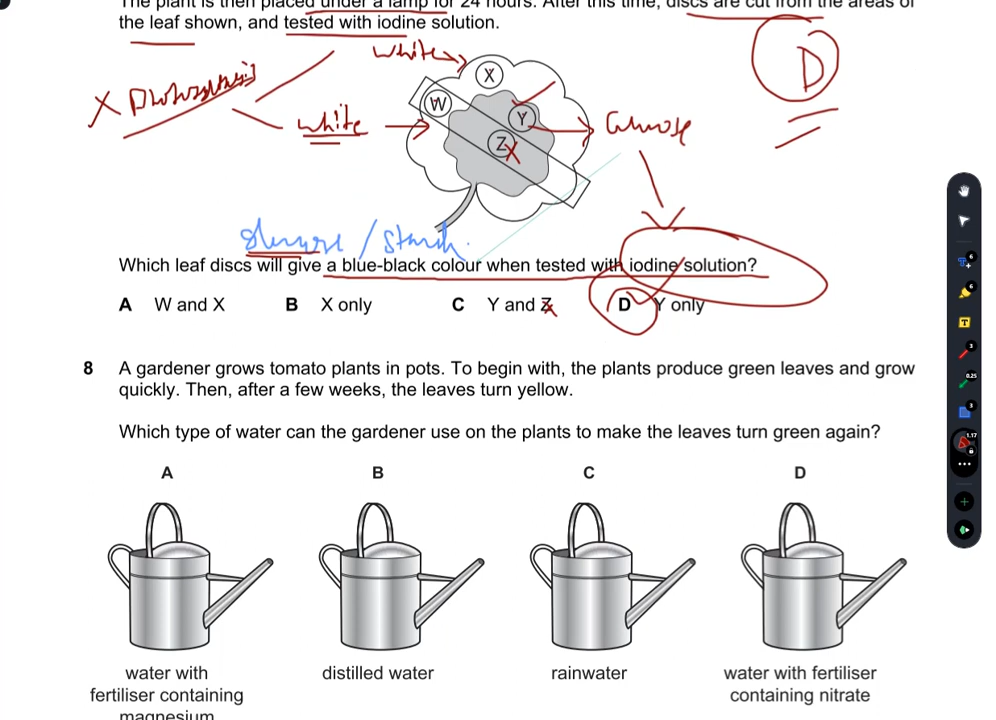 The plant is then placed under a lamp for 24 hours. After this time, discs are cut from the areas of
the leaf shown, and tested with iodine solution.
white
X
D
X Photosynthesis
W
Y
white
Z
X
Glucose
/ Starch
Which leaf discs will give a blue-black colour when tested with iodine solution?
A W and X B X only C Y and Z D Y only
8 A gardener grows tomato plants in pots. To begin with, the plants produce green leaves and grow
quickly. Then, after a few weeks, the leaves turn yellow.
Which type of water can the gardener use on the plants to make the leaves turn green again?
A B C D
water with distilled water rainwater water with fertiliser
fertiliser containing containing nitrate
magnesium